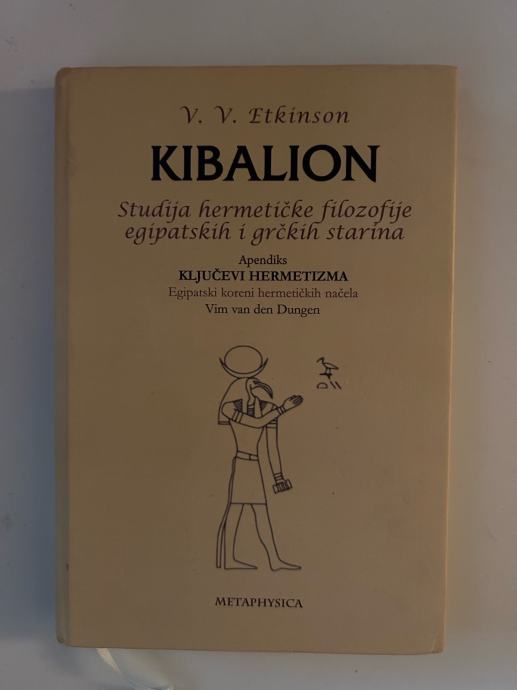 V. V. Etkinson
KIBALION
Studija hermetičke filozofije
egipatskih i grčkih starina
Apendiks
KLJUČEVI HERMETIZMA
Egipatski koreni hermetičkih načela
Vim van den Dungen
METAPHYSICA